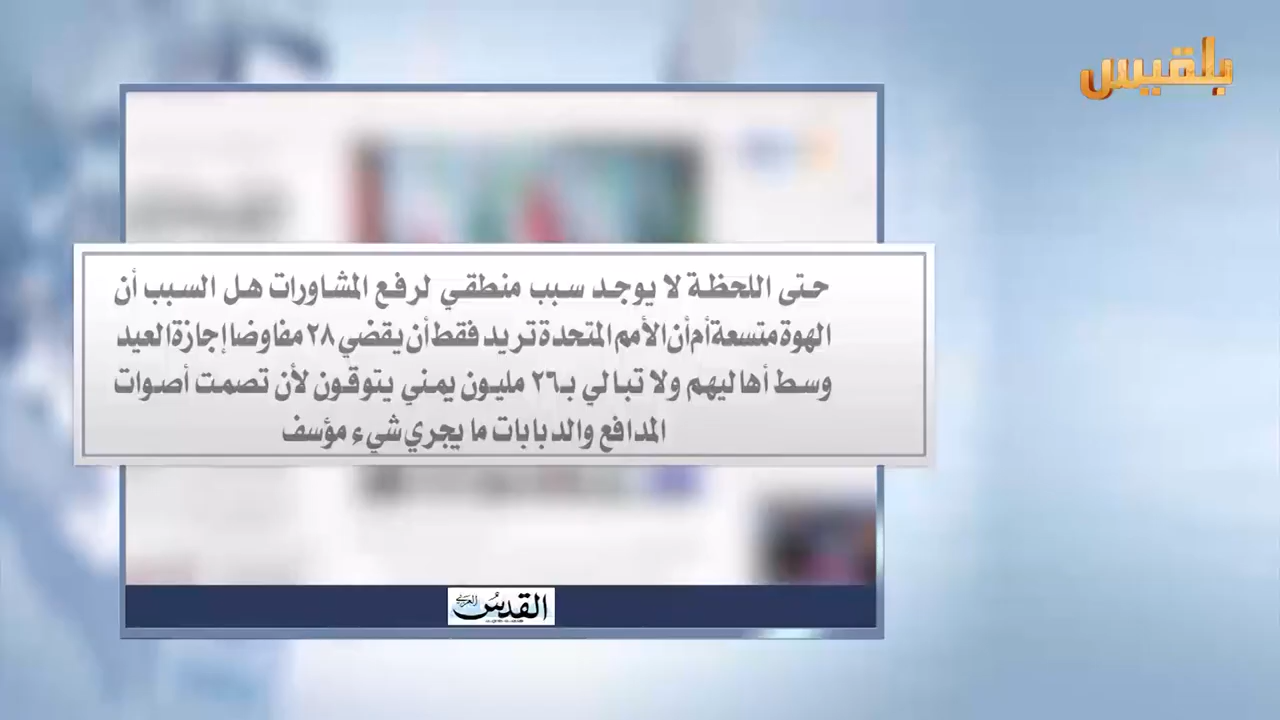 بلقيس
حتى اللحظة لا يوجد سبب منطقي لرفع المشاورات هل السبب أن
الهوة متسعة أم أن الأمم المتحدة تريد فقط أن يقضي ٢٨ مفاوضا إجازة العيد
وسط أهاليهم ولا تبالي بـ٢٦ مليون يمني يتوقون لأن تصمت أصوات
المدافع والدبابات ما يجري شيء مؤسف
القدس العربي